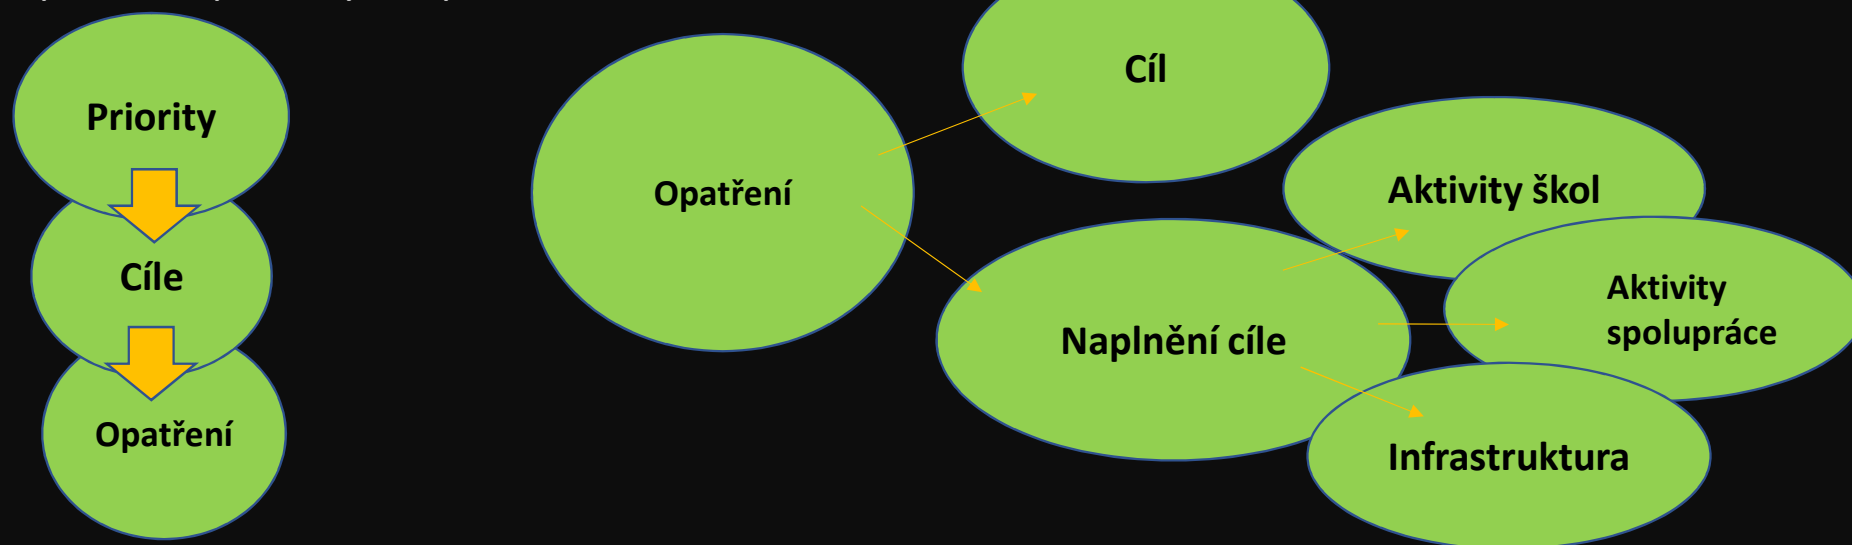 Priority
Cíle
Opatření
Opatření
Cíl
Naplnění cíle
Aktivity škol
Aktivity
spolupráce
Infrastruktura